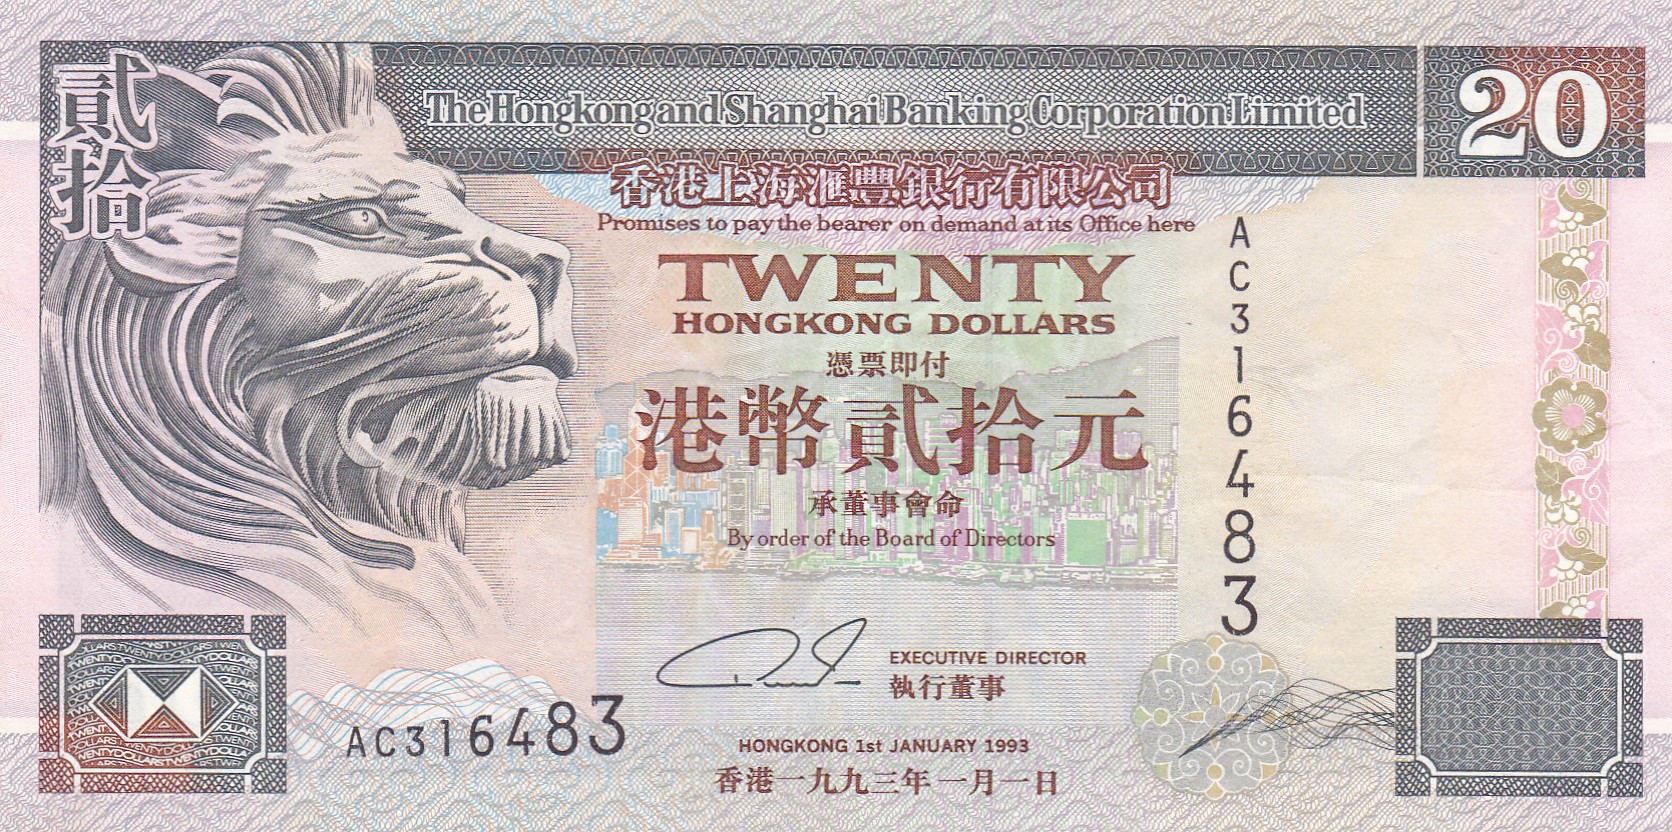 貳拾
The Hongkong and Shanghai Banking Corporation Limited
20
香港上海滙豐銀行有限公司
Promises to pay the bearer on demand at its Office here
TWENTY
HONGKONG DOLLARS
憑票即付
港幣貳拾元
承董事會命
By order of the Board of Directors
AC316483
EXECUTIVE DIRECTOR
執行董事
AC316483
HONGKONG 1st JANUARY 1993
香港一九九三年一月一日